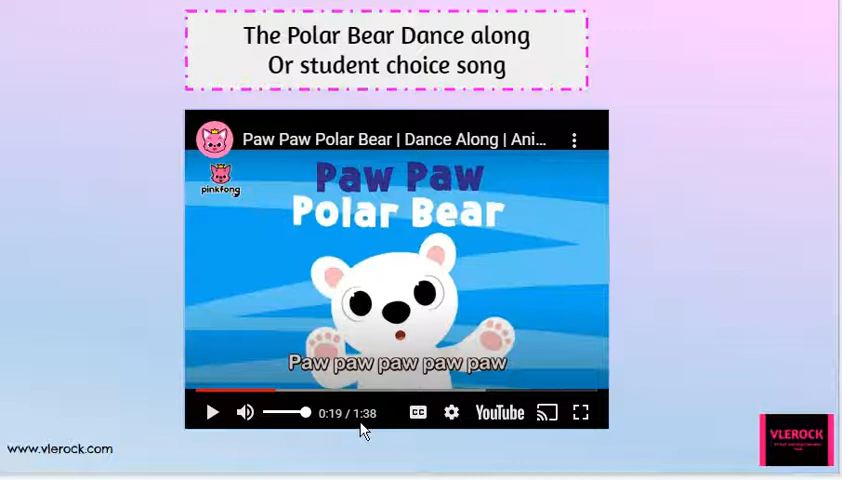 The Polar Bear Dance along
Or student choice song
Paw Paw Polar Bear | Dance Along | Ani...
pinkfong
Paw Paw
Polar Bear
Paw paw paw paw paw
0:19 / 1:38
CC
YouTube
www.vlerock.com
VLEROCK